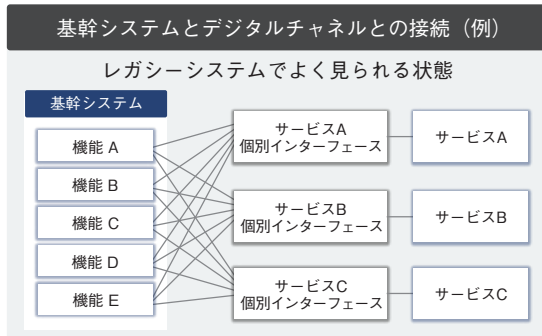 基幹システムとデジタルチャネルとの接続（例）
レガシーシステムでよく見られる状態
基幹システム
機能 A
機能 B
機能 C
機能 D
機能 E
サービスA
個別インターフェース
サービスB
個別インターフェース
サービスC
個別インターフェース
サービスA
サービスB
サービスC